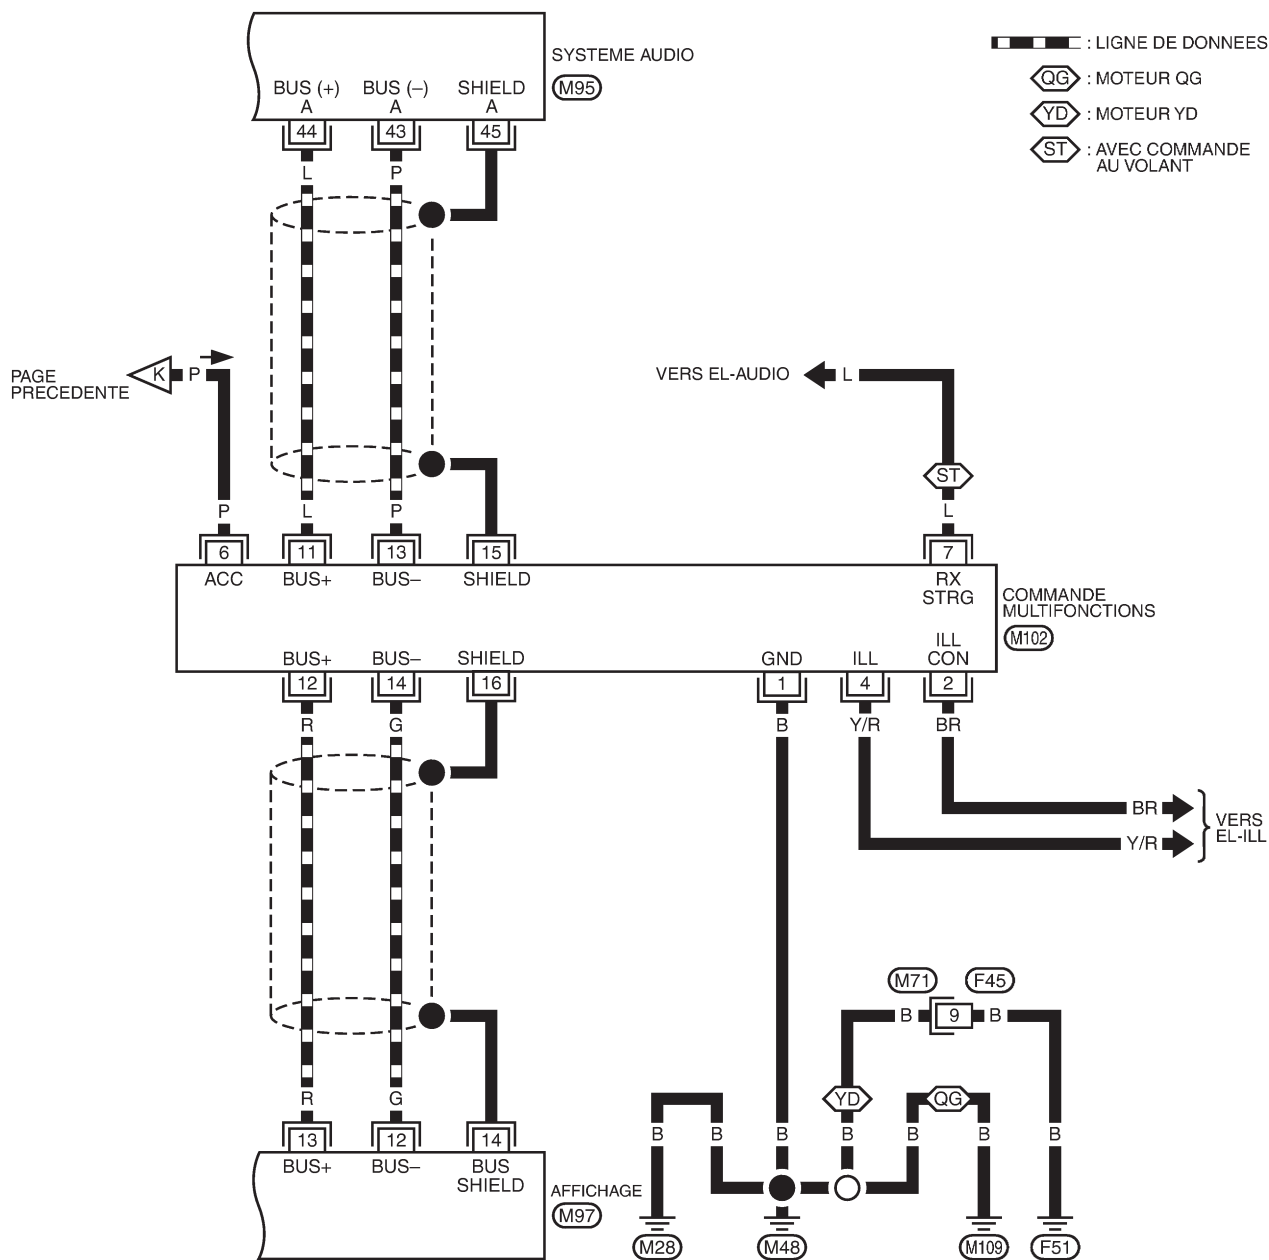 SYSTEME AUDIO
M95
BUS (+) BUS (–) SHIELD
A A A
44 43 45
L P
: LIGNE DE DONNEES
QG : MOTEUR QG
YD : MOTEUR YD
ST : AVEC COMMANDE
AU VOLANT
PAGE
PRECEDENTE
K P
VERS EL-AUDIO L
ST
P L P L
6 11 13 15 7
ACC BUS+ BUS– SHIELD RX
STRG
COMMANDE
MULTIFONCTIONS
M102
ILL
BUS+ BUS– SHIELD GND ILL CON
12 14 16 1 4 2
R G B Y/R BR
BR
Y/R
VERS
EL-ILL
M71 F45
B 9 B
YD QG
R G
B B B B B B B
13 12 14
BUS+ BUS– BUS
SHIELD
AFFICHAGE
M97
M28 M48 M109 F51